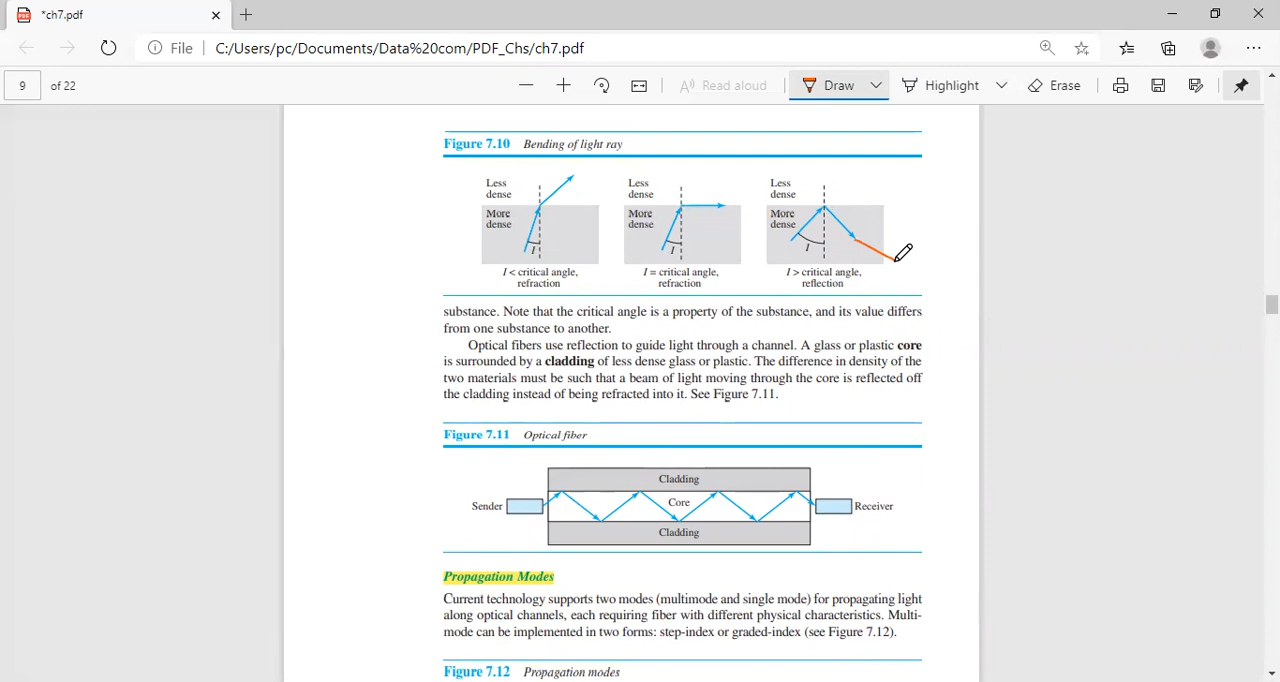 *ch7.pdf
File
C:/Users/pc/Documents/Data%20com/PDF_Chs/ch7.pdf
9
of 22
Read aloud
Draw
Highlight
Erase
Figure 7.10 Bending of light ray
Less
dense
More
dense
I
I < critical angle,
refraction
Less
dense
More
dense
I
I = critical angle,
refraction
Less
dense
More
dense
I
I > critical angle,
reflection
substance. Note that the critical angle is a property of the substance, and its value differs
from one substance to another.
Optical fibers use reflection to guide light through a channel. A glass or plastic core
is surrounded by a cladding of less dense glass or plastic. The difference in density of the
two materials must be such that a beam of light moving through the core is reflected off
the cladding instead of being refracted into it. See Figure 7.11.
Figure 7.11 Optical fiber
Cladding
Sender
Core
Receiver
Cladding
Propagation Modes
Current technology supports two modes (multimode and single mode) for propagating light
along optical channels, each requiring fiber with different physical characteristics. Multi-
mode can be implemented in two forms: step-index or graded-index (see Figure 7.12).
Figure 7.12 Propagation modes